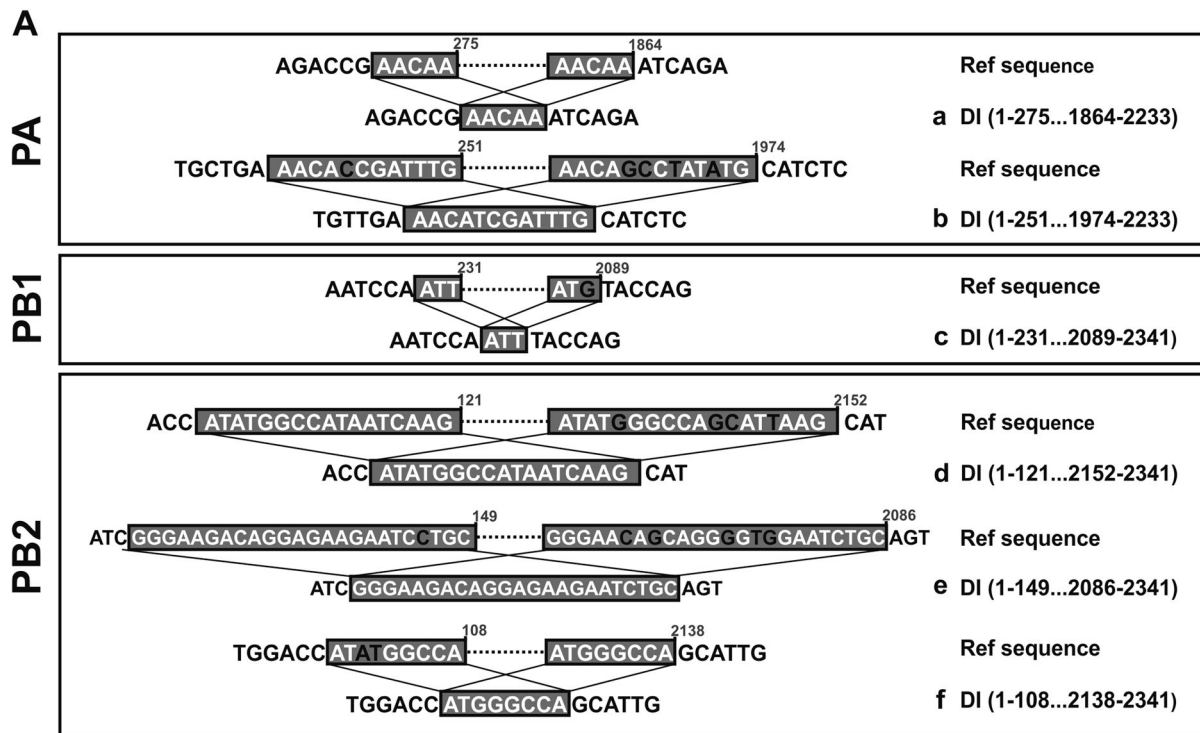 A
PA
275 1864
AGACCG AACAA AACAA ATCAGA Ref sequence
AGACCG AACAA ATCAGA a DI (1-275...1864-2233)
251 1974
TGCTGA AACACCGATTTG AACAGCCTATATG CATCTC Ref sequence
TGTTGA AACATCGATTTG CATCTC b DI (1-251...1974-2233)
PB1
231 2089
AATCCA ATT ATG TACCAG Ref sequence
AATCCA ATT TACCAG c DI (1-231...2089-2341)
PB2
121 2152
ACC ATATGGCCATAATCAAG ATATGGGCCAGCATTAAG CAT Ref sequence
ACC ATATGGCCATAATCAAG CAT d DI (1-121...2152-2341)
149 2086
ATC GGGAAGACAGGAGAAGAATCCTGC GGGAACAGCAGGGGTGGAATCTGC AGT Ref sequence
ATC GGGAAGACAGGAGAAGAATCTGC AGT e DI (1-149...2086-2341)
108 2138
TGGACC ATATGGCCA ATGGGCCA GCATTG Ref sequence
TGGACC ATGGGCCA GCATTG f DI (1-108...2138-2341)